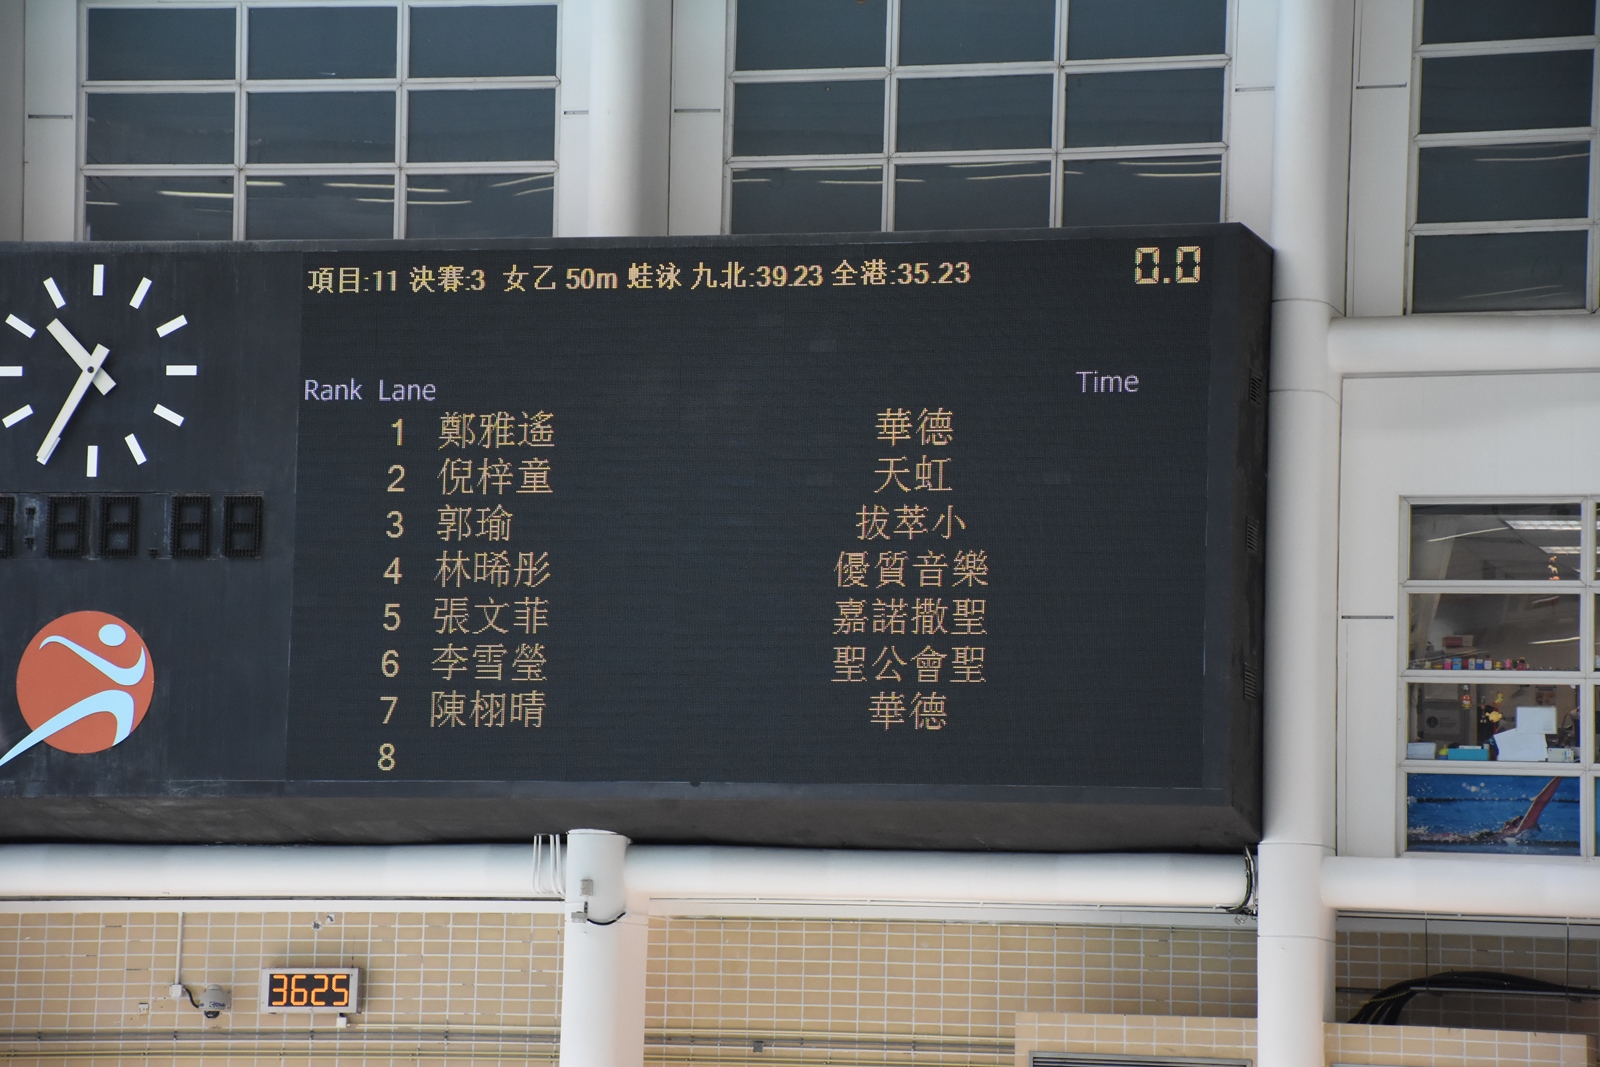 項目:11 決賽:3 女乙 50m 蛙泳 九北:39.23 全港:35.23 0.0
Rank Lane Time
1 鄭雅遙 華德
2 倪梓童 天虹
3 郭瑜 拔萃小
4 林晞彤 優質音樂
5 張文菲 嘉諾撒聖
6 李雪瑩 聖公會聖
7 陳栩晴 華德
8
3625